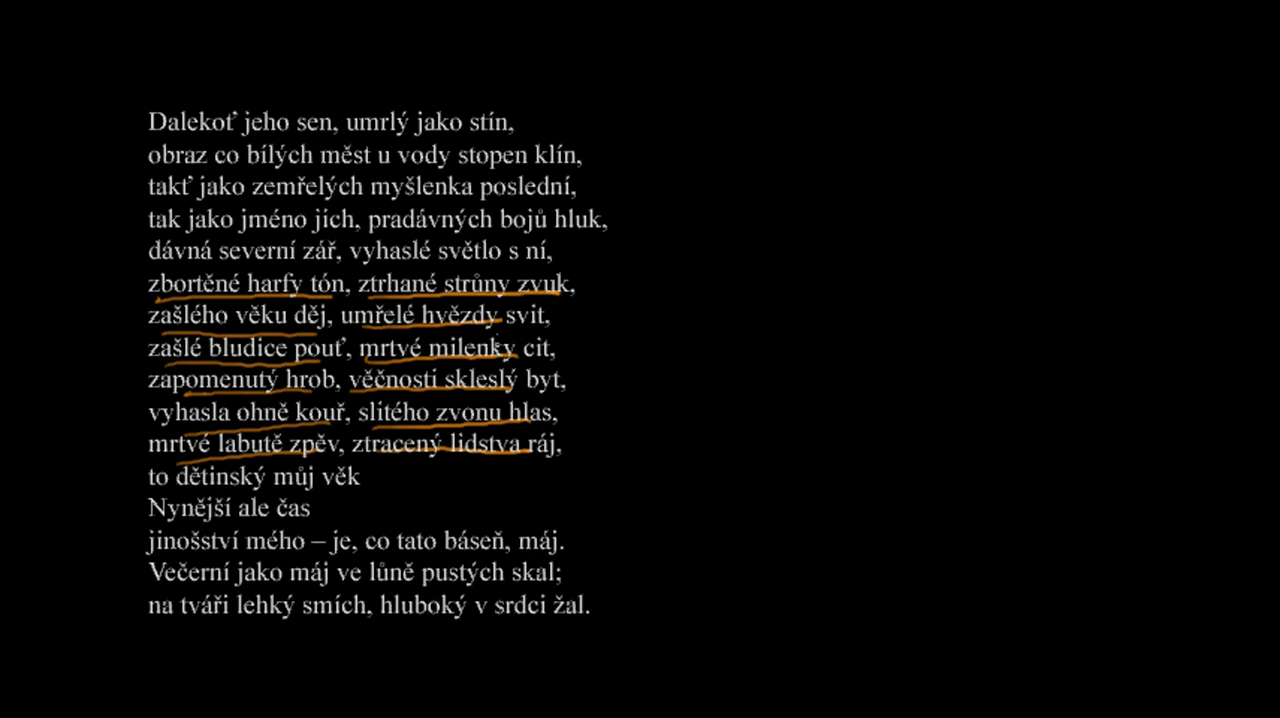 Dalekoť jeho sen, umrlý jako stín,
obraz co bílých měst u vody stopen klín,
takť jako zemřelých myšlenka poslední,
tak jako jméno jich, pradávných bojů hluk,
dávná severní zář, vyhaslé světlo s ní,
zbortěné harfy tón, ztrhané strůny zvuk,
zašlého věku děj, umřelé hvězdy svit,
zašlé bludice pouť, mrtvé milenky cit,
zapomenutý hrob, věčnosti skleslý byt,
vyhasla ohně kouř, slitého zvonu hlas,
mrtvé labutě zpěv, ztracený lidstva ráj,
to dětinský můj věk
Nynější ale čas
jinošství mého – je, co tato báseň, máj.
Večerní jako máj ve lůně pustých skal;
na tváři lehký smích, hluboký v srdci žal.